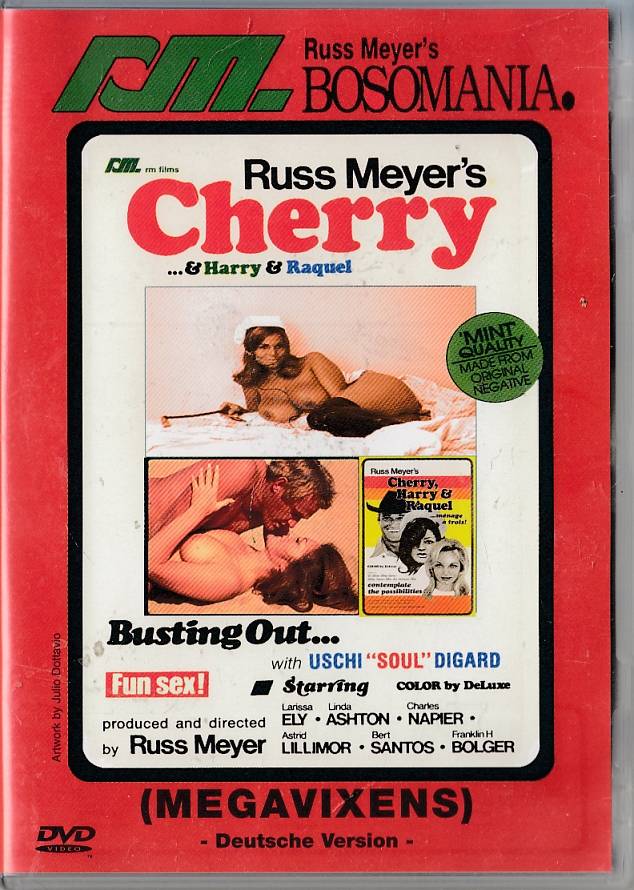 RM.
Russ Meyer's
BOSOMANIA.
RM. rm films
Russ Meyer's
Cherry
...& Harry & Raquel
'MINT
QUALITY
MADE FROM
ORIGINAL
NEGATIVE
Russ Meyer's
Cherry,
Harry &
Raquel
menage
a trois!
contemplate
the possibilities
Busting Out...
with USCHI "SOUL" DIGARD
Fun sex!
Starring COLOR by DeLuxe
produced and directed
by Russ Meyer
Larissa Linda Charles
ELY • ASHTON • NAPIER •
Astrid Bert Franklin H
LILLIMOR • SANTOS • BOLGER
Artwork by Julio Dottavio
(MEGAVIXENS)
- Deutsche Version -
DVD
VIDEO